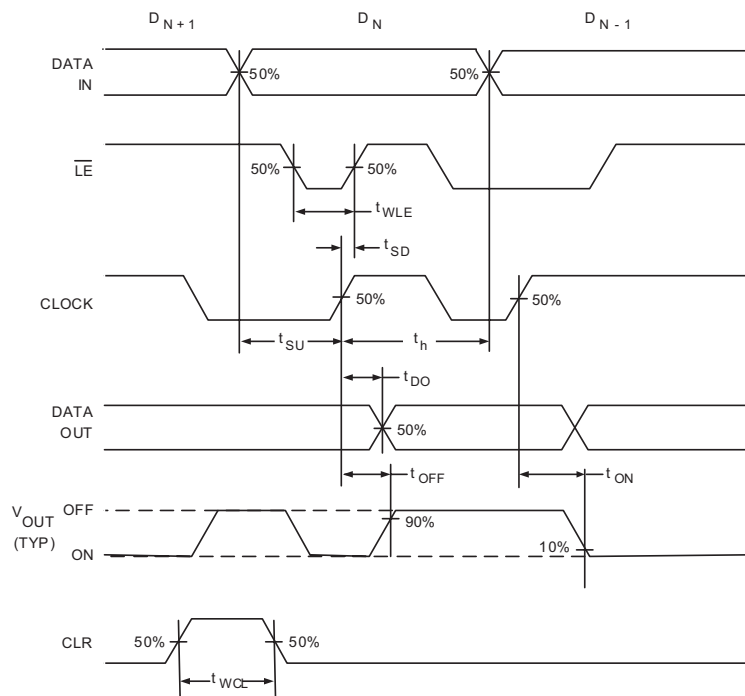 D N + 1 D N D N - 1
DATA IN
50% 50%
LE
50% 50%
t WLE
t SD
CLOCK
50% 50%
t SU t h
t DO
DATA OUT
50%
t OFF t ON
V OUT (TYP)
OFF
90%
ON
10%
CLR
50% 50%
t WCL